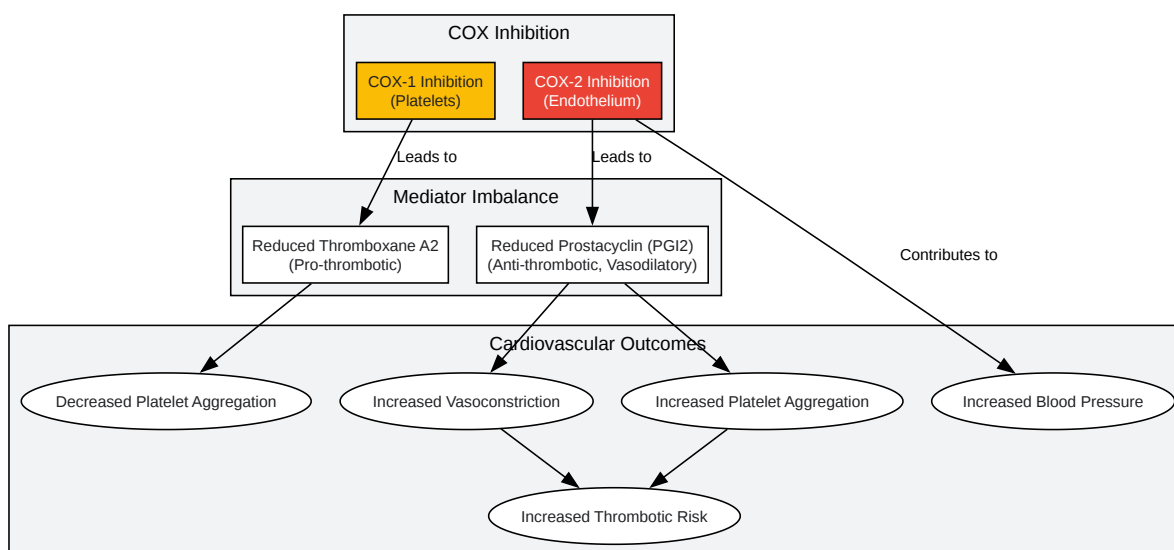 COX Inhibition
COX-1 Inhibition
(Platelets)
COX-2 Inhibition
(Endothelium)
Leads to
Leads to
Mediator Imbalance
Reduced Thromboxane A2
(Pro-thrombotic)
Reduced Prostacyclin (PGI2)
(Anti-thrombotic, Vasodilatory)
Contributes to
Cardiovascular Outcomes
Decreased Platelet Aggregation
Increased Vasoconstriction
Increased Platelet Aggregation
Increased Blood Pressure
Increased Thrombotic Risk